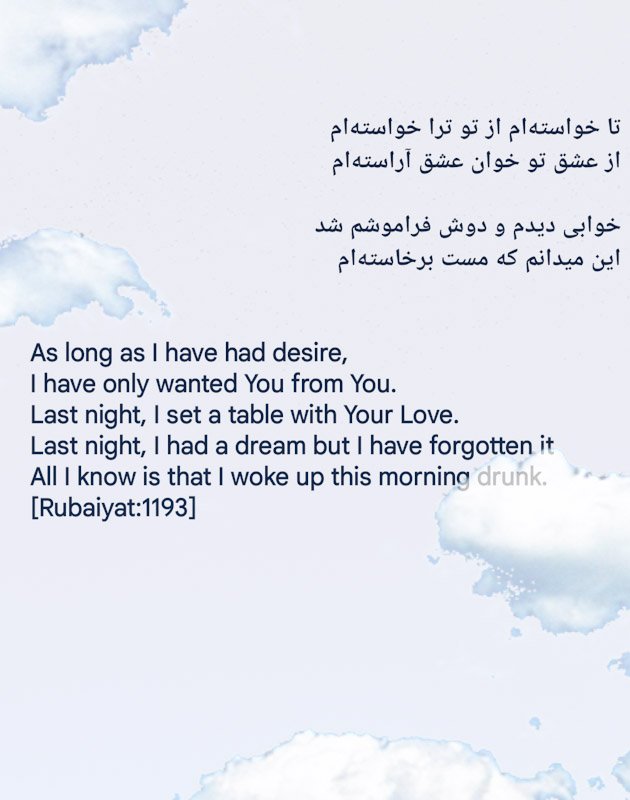 تا خواسته‌ام از تو ترا خواسته‌ام
از عشق تو خوان عشق آراسته‌ام
خوابی دیدم و دوش فراموشم شد
این میدانم که مست برخاسته‌ام
As long as I have had desire,
I have only wanted You from You.
Last night, I set a table with Your Love.
Last night, I had a dream but I have forgotten it
All I know is that I woke up this morning drunk.
[Rubaiyat:1193]